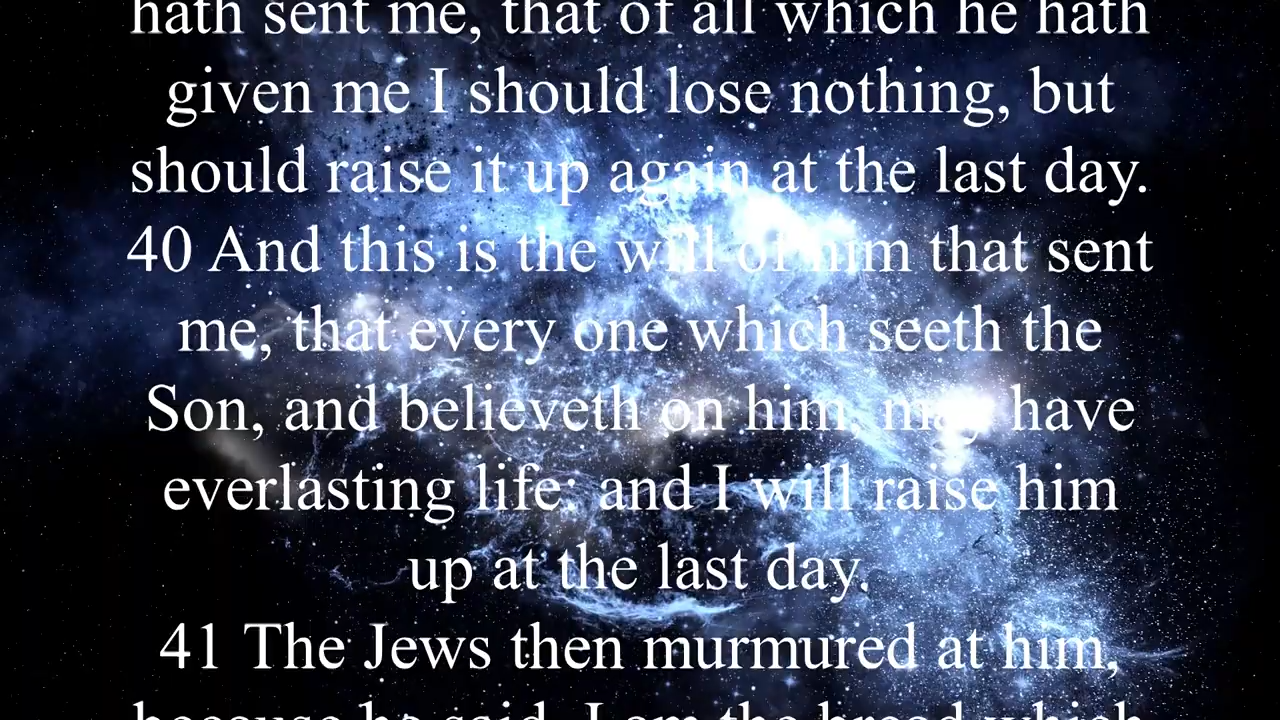 hath sent me, that of all which he hath
given me I should lose nothing, but
should raise it up again at the last day.
40 And this is the will of him that sent
me, that every one which seeth the
Son, and believeth on him, may have
everlasting life: and I will raise him
up at the last day.
41 The Jews then murmured at him,
because he said, I am the bread which